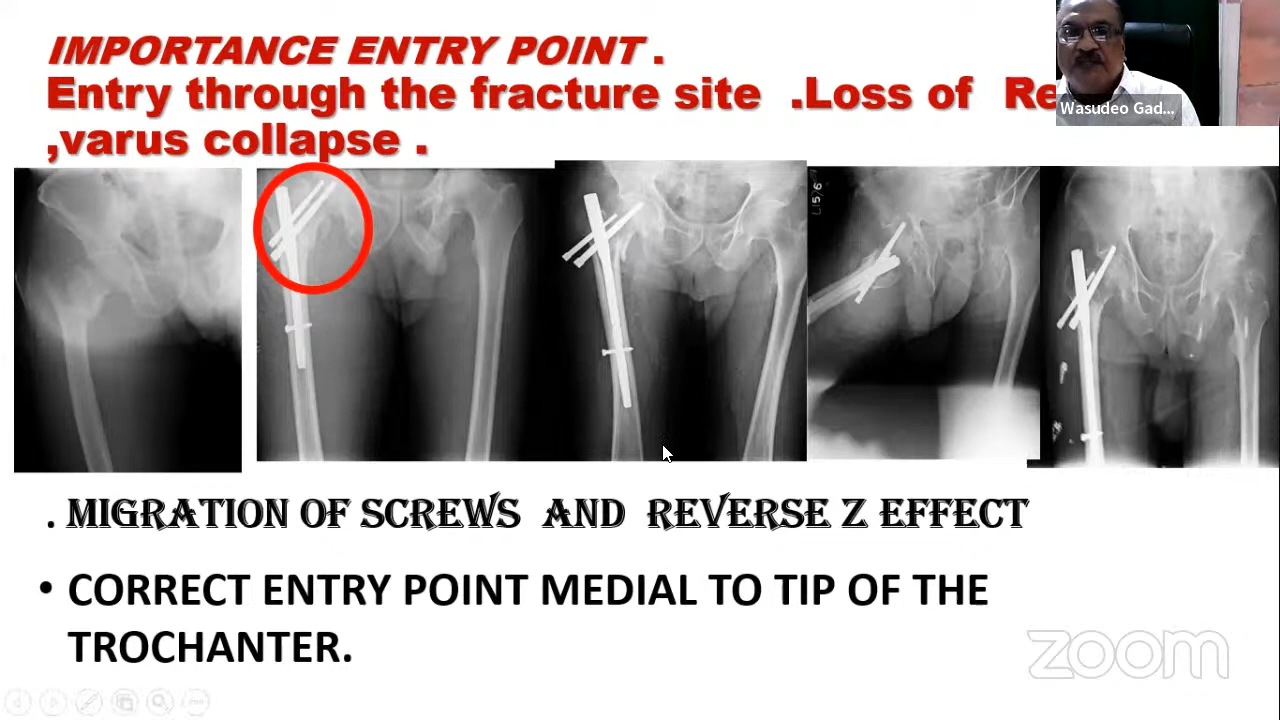 IMPORTANCE ENTRY POINT .
Entry through the fracture site .Loss of Re
,varus collapse .
Wasudeo Gad...
. MIGRATION OF SCREWS AND REVERSE Z EFFECT
• CORRECT ENTRY POINT MEDIAL TO TIP OF THE
TROCHANTER.
zoom